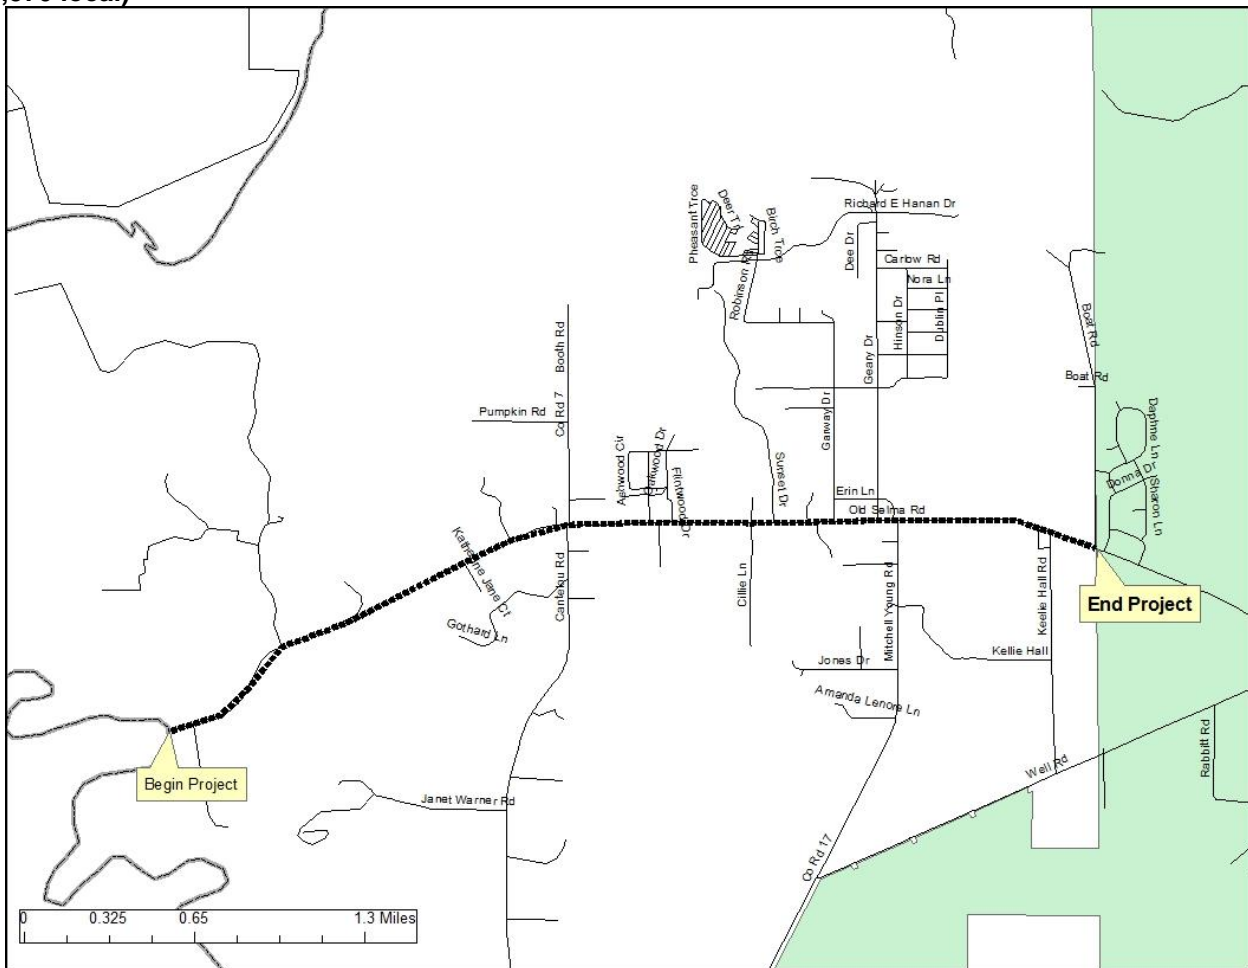 Richard E Hanan Dr
Pheasant Trce
Deer Trl
Birch Trce
Robinson Rd
Dee Dr
Carlow Rd
Nora Ln
Hinson Dr
Dublin Pl
Geary Dr
Boat Rd
Boat Rd
Booth Rd
Co Rd 7
Pumpkin Rd
Garway Dr
Ashwood Cir
Flintwood Dr
Sunset Dr
Daphne Ln
Donna Dr
Sharon Ln
Erin Ln
Old Selma Rd
Katherine Jane Ct
Cantelou Rd
Cillie Ln
Mitchell Young Rd
Keelie Hall Rd
End Project
Gothard Ln
Kellie Hall
Jones Dr
Amanda Lenore Ln
Rabbitt Rd
Well Rd
Begin Project
Janet Warner Rd
Co Rd 17
0 0.325 0.65 1.3 Miles